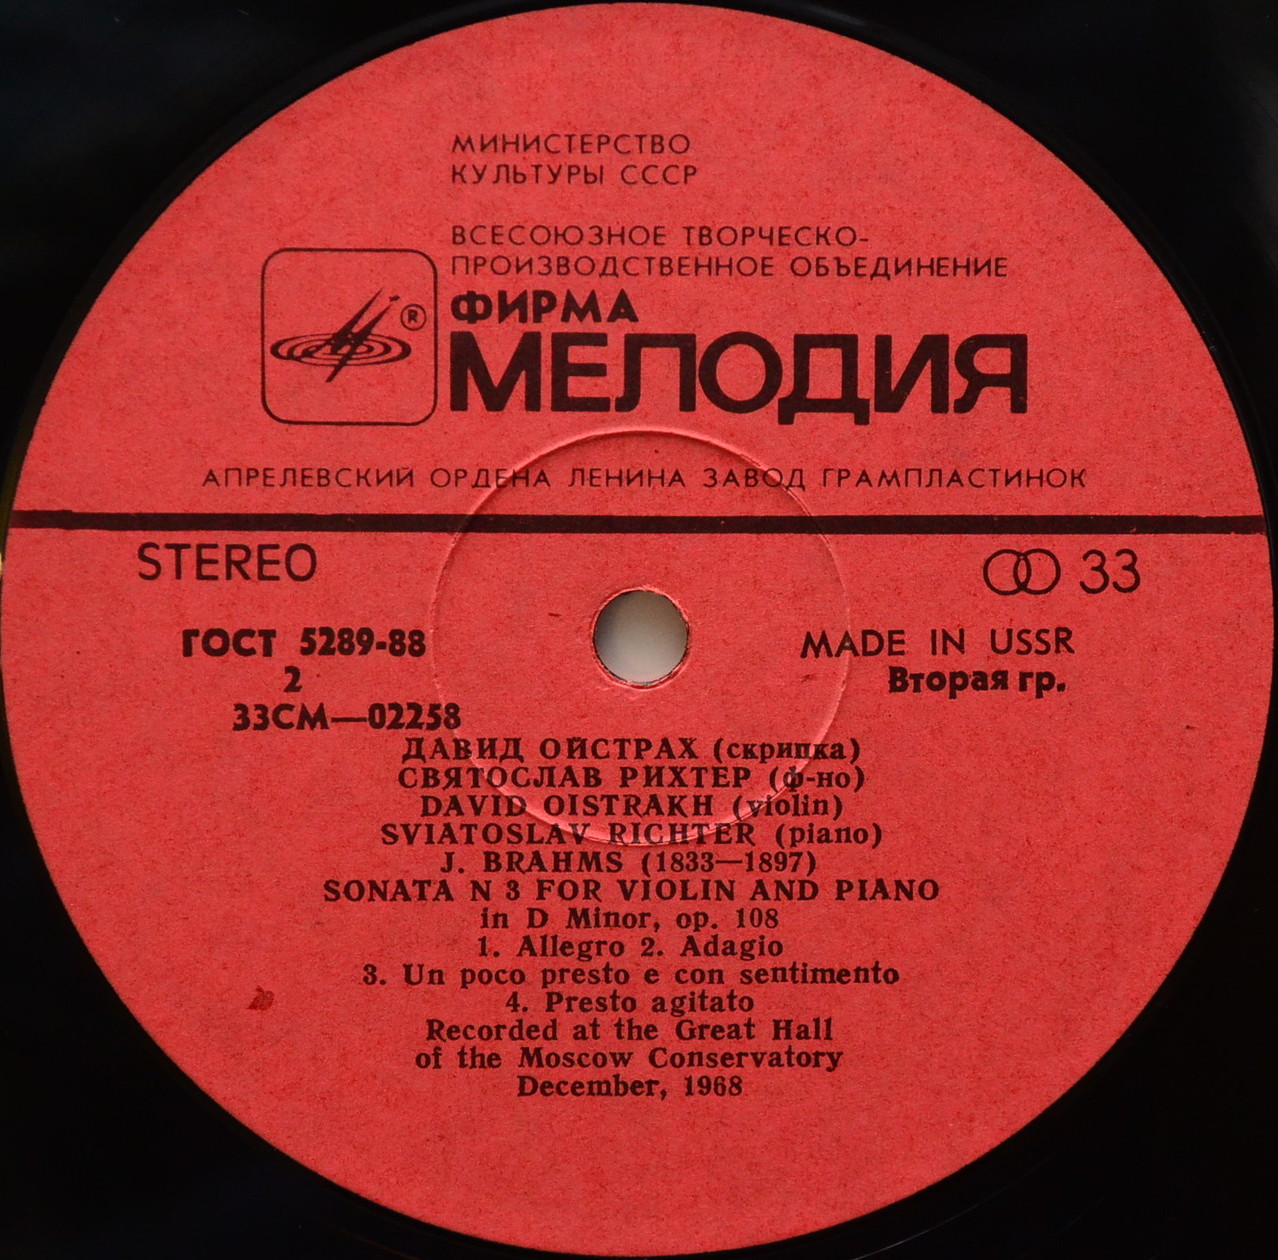 МИНИСТЕРСТВО
КУЛЬТУРЫ СССР
ВСЕСОЮЗНОЕ ТВОРЧЕСКО-
ПРОИЗВОДСТВЕННОЕ ОБЪЕДИНЕНИЕ
ФИРМА
®
МЕЛОДИЯ
АПРЕЛЕВСКИЙ ОРДЕНА ЛЕНИНА ЗАВОД ГРАМПЛАСТИНОК
STEREO
33
ГОСТ 5289-88
MADE IN USSR
2
Вторая гр.
33СМ—02258
ДАВИД ОЙСТРАХ (скрипка)
СВЯТОСЛАВ РИХТЕР (ф-но)
DAVID OISTRAKH (violin)
SVIATOSLAV RICHTER (piano)
J. BRAHMS (1833—1897)
SONATA N 3 FOR VIOLIN AND PIANO
in D Minor, op. 108
1. Allegro 2. Adagio
3. Un poco presto e con sentimento
4. Presto agitato
Recorded at the Great Hall
of the Moscow Conservatory
December, 1968